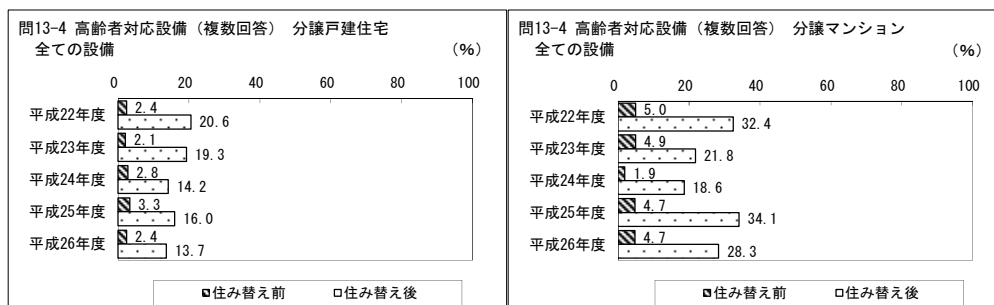 問13-4 高齢者対応設備（複数回答） 分譲戸建住宅
全ての設備 （％）
0 20 40 60 80 100
平成22年度 2.4 20.6
平成23年度 2.1 19.3
平成24年度 2.8 14.2
平成25年度 3.3 16.0
平成26年度 2.4 13.7
住み替え前 住み替え後
問13-4 高齢者対応設備（複数回答） 分譲マンション
全ての設備 （％）
0 20 40 60 80 100
平成22年度 5.0 32.4
平成23年度 4.9 21.8
平成24年度 1.9 18.6
平成25年度 4.7 34.1
平成26年度 4.7 28.3
住み替え前 住み替え後